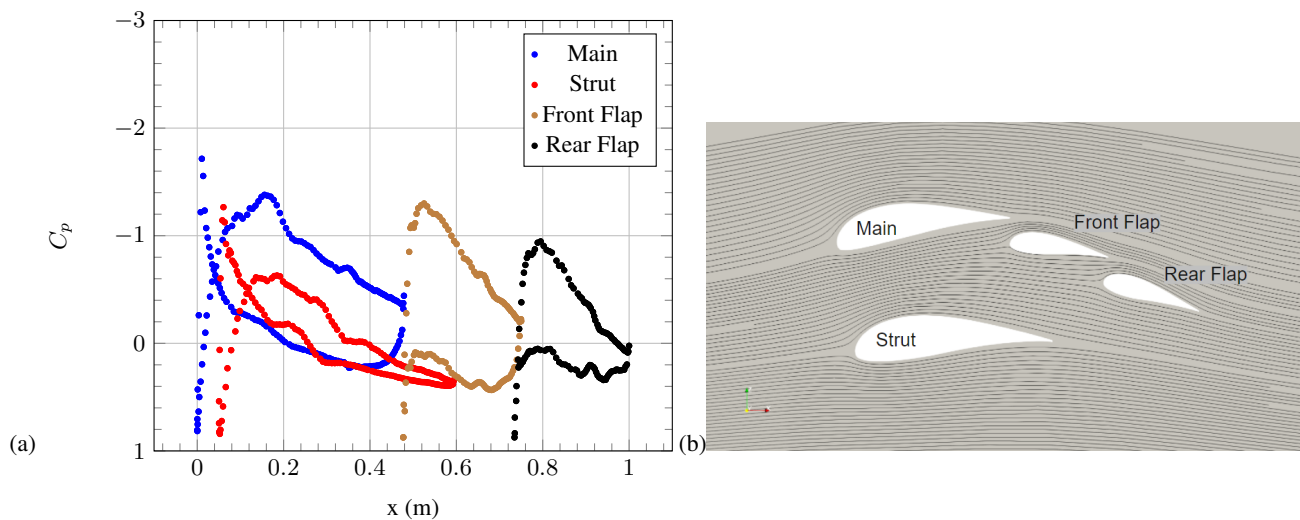 −3
−2
−1
0
1
0
0.2
0.4
0.6
0.8
1
C_p
x (m)
Main
Strut
Front Flap
Rear Flap
(a)
Main
Front Flap
Rear Flap
Strut
(b)